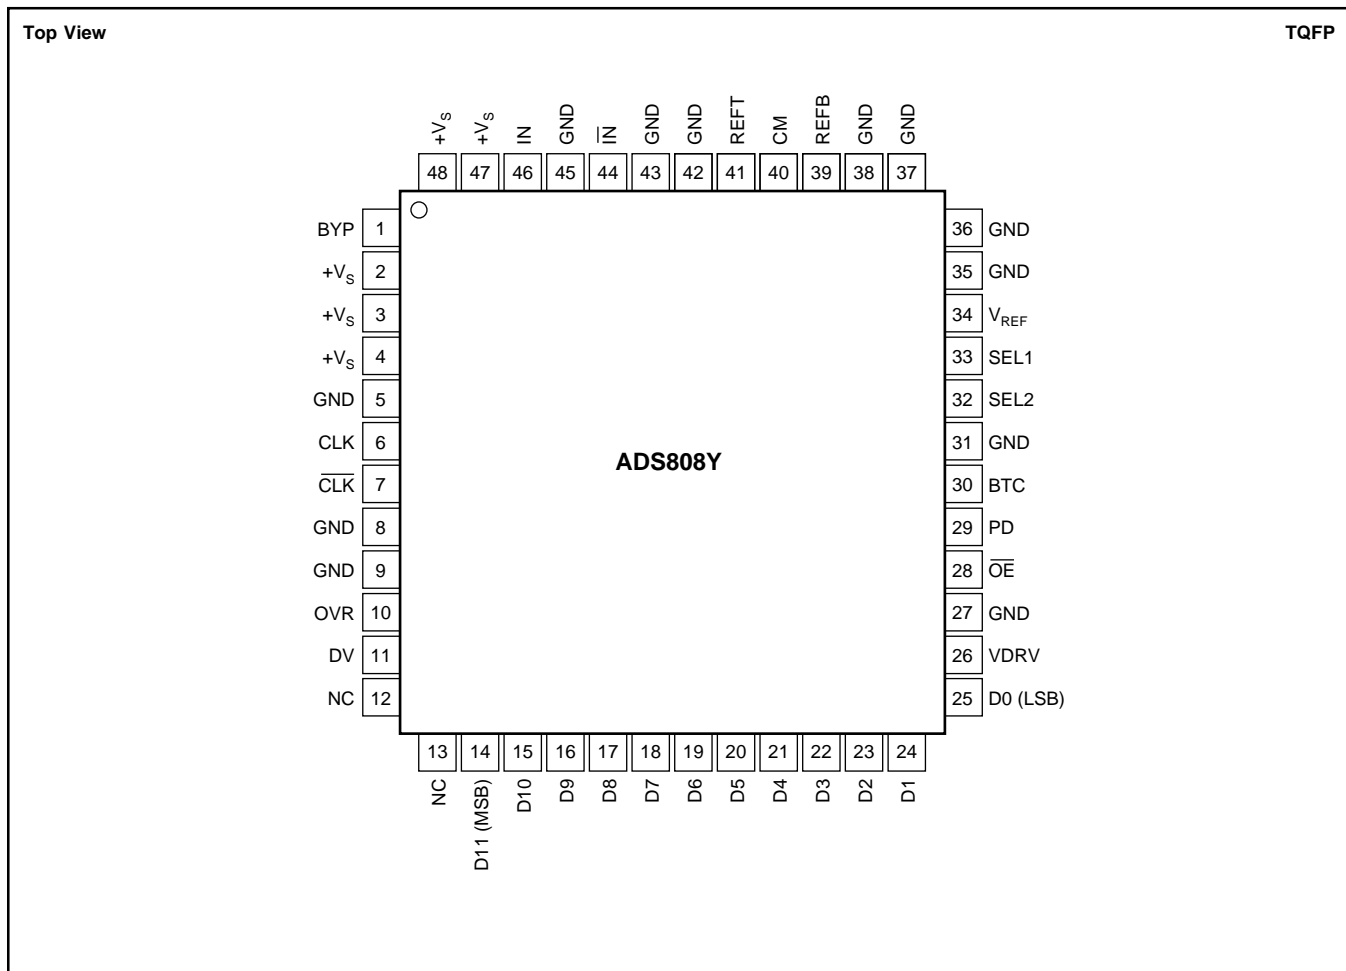 Top View
TQFP
+VS
+VS
IN
GND
I̅N̅
GND
GND
REFT
CM
REFB
GND
GND
48 47 46 45 44 43 42 41 40 39 38 37
BYP 1
+VS 2
+VS 3
+VS 4
GND 5
CLK 6
C̅L̅K̅ 7
GND 8
GND 9
OVR 10
DV 11
NC 12
ADS808Y
36 GND
35 GND
34 VREF
33 SEL1
32 SEL2
31 GND
30 BTC
29 PD
28 O̅E̅
27 GND
26 VDRV
25 D0 (LSB)
13 14 15 16 17 18 19 20 21 22 23 24
NC
D11 (MSB)
D10
D9
D8
D7
D6
D5
D4
D3
D2
D1